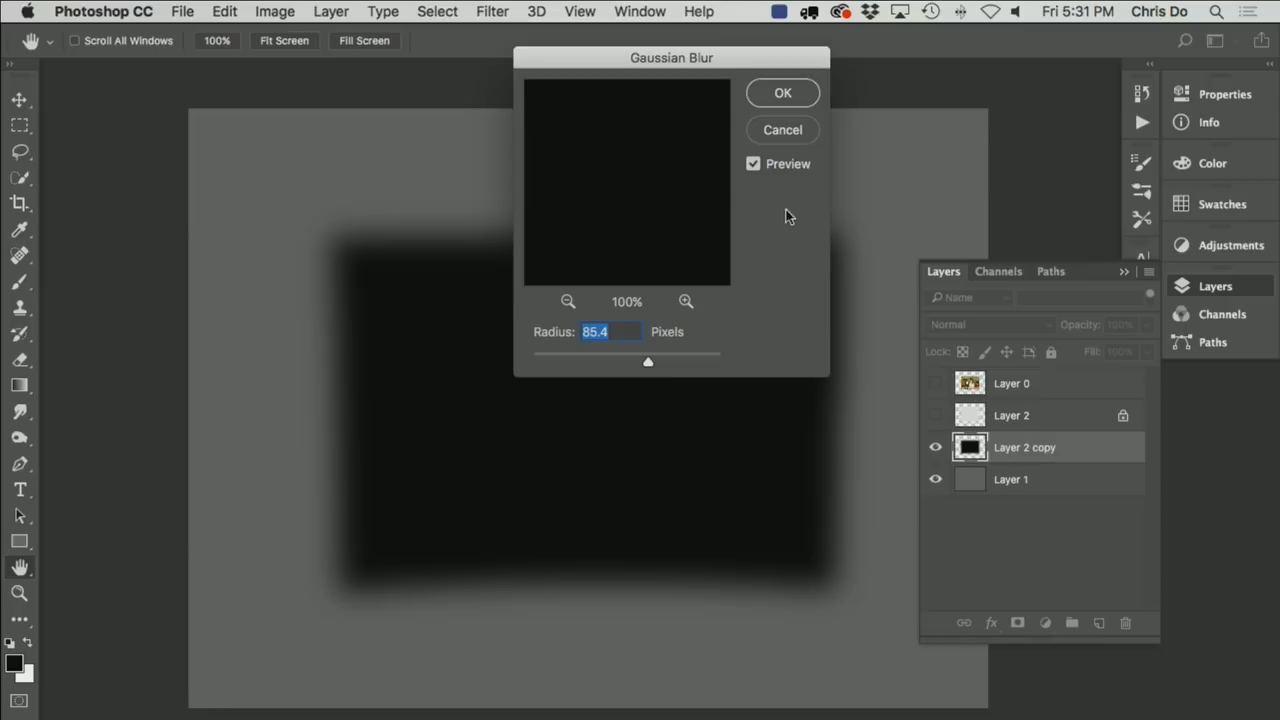 Photoshop CC File Edit Image Layer Type Select Filter 3D View Window Help Fri 5:31 PM Chris Do
Scroll All Windows 100% Fit Screen Fill Screen
Gaussian Blur
OK
Cancel
Preview
100%
Radius: 85.4 Pixels
Properties
Info
Color
Swatches
Adjustments
Layers
Channels
Paths
Layers Channels Paths
Name
Normal Opacity: 100%
Lock: Fill: 100%
Layer 0
Layer 2
Layer 2 copy
Layer 1
fx